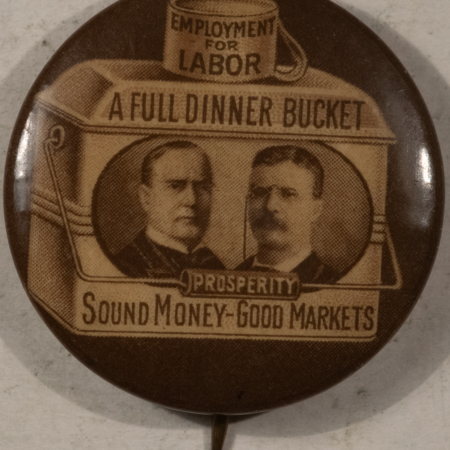 EMPLOYMENT
FOR
LABOR
A FULL DINNER BUCKET
PROSPERITY
SOUND MONEY-GOOD MARKETS